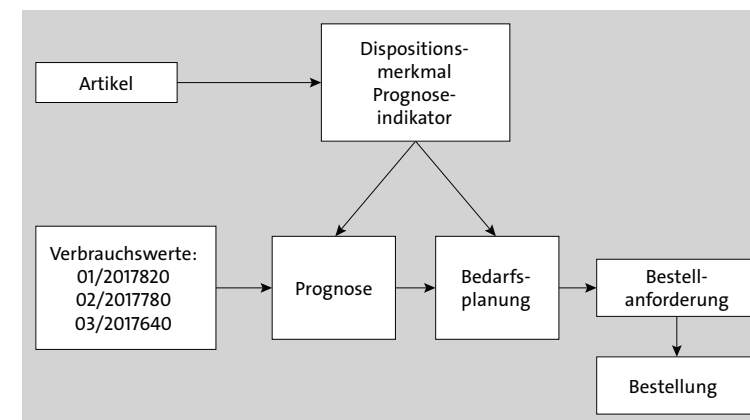 Dispositions-
merkmal
Prognose-
indikator
Artikel
Verbrauchswerte:
01/2017820
02/2017780
03/2017640
Prognose
Bedarfs-
planung
Bestell-
anforderung
Bestellung